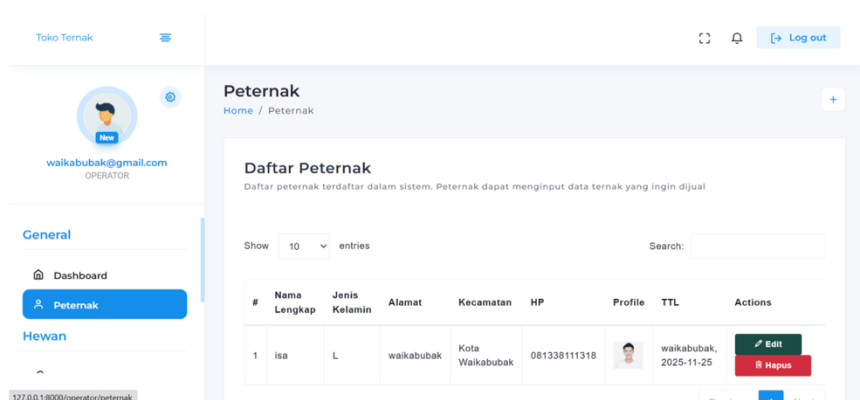 Toko Ternak
Log out
New
waikabubak@gmail.com
OPERATOR
General
Dashboard
Peternak
Hewan
127.0.0.1:8000/operator/peternak
Peternak
Home / Peternak
+
Daftar Peternak
Daftar peternak terdaftar dalam sistem. Peternak dapat menginput data ternak yang ingin dijual
Show 10 entries
Search:
# Nama Lengkap Jenis Kelamin Alamat Kecamatan HP Profile TTL Actions
1 isa L waikabubak Kota Waikabubak 081338111318 waikabubak, 2025-11-25 Edit
Hapus